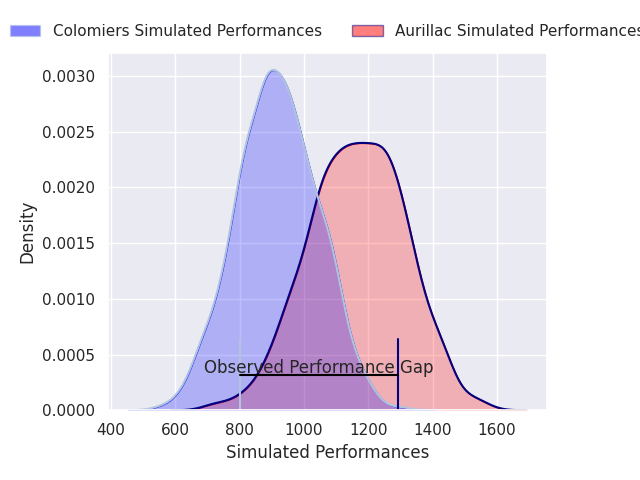 Colomiers Simulated Performances
Aurillac Simulated Performances
0.0030
0.0025
0.0020
0.0015
0.0010
0.0005
0.0000
Density
Observed Performance Gap
400 600 800 1000 1200 1400 1600
Simulated Performances